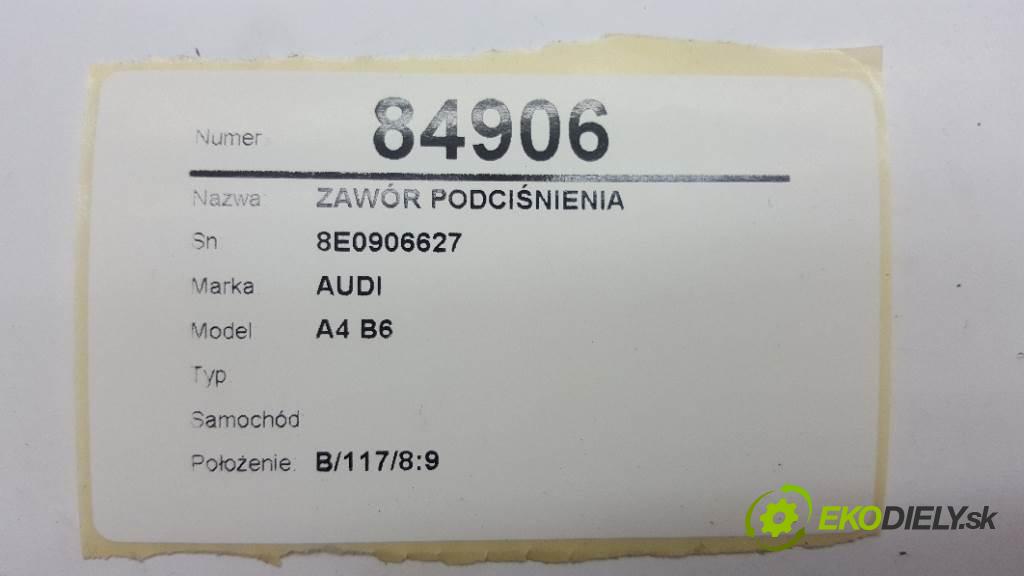 Numer 84906
Nazwa ZAWÓR PODCIŚNIENIA
Sn 8E0906627
Marka AUDI
Model A4 B6
Typ
Samochód
Położenie: B/117/8:9
EKODIELY.sk